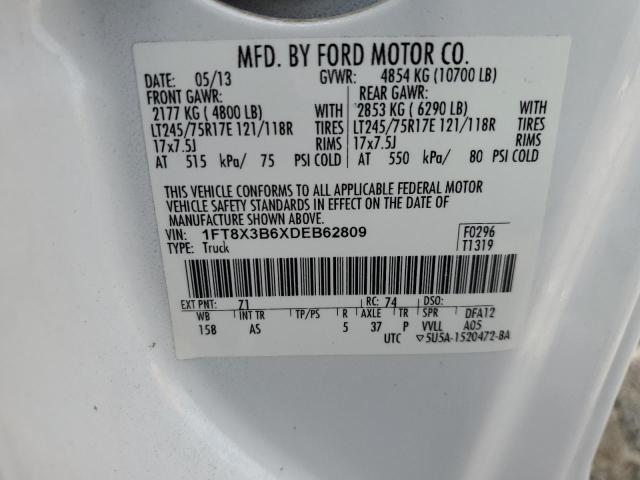 MFD. BY FORD MOTOR CO.
DATE: 05/13 GVWR: 4854 KG (10700 LB)
FRONT GAWR: REAR GAWR:
2177 KG ( 4800 LB) WITH 2853 KG ( 6290 LB) WITH
LT245/75R17E 121/118R TIRES LT245/75R17E 121/118R TIRES
17x7.5J RIMS 17x7.5J RIMS
AT 515 kPa/ 75 PSI COLD AT 550 kPa/ 80 PSI COLD
THIS VEHICLE CONFORMS TO ALL APPLICABLE FEDERAL MOTOR
VEHICLE SAFETY STANDARDS IN EFFECT ON THE DATE OF
MANUFACTURE SHOWN ABOVE.
VIN: 1FT8X3B6XDEB62809 F0296
TYPE: Truck T1319
EXT PNT: 71 RC: 74 DSO:
WB INT TR TP/PS R AXLE TR SPR DFA12
158 AS 5 37 P VVLL A05
UTC ▽5U5A-1520472-BA